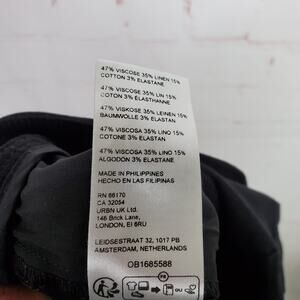 47% VISCOSE 35% LINEN 15%
COTTON 3% ELASTANE
47% VISCOSE 35% LIN 15%
COTON 3% ÉLASTHANNE
47% VISKOSE 35% LEINEN 15%
BAUMWOLLE 3% ELASTAN
47% VISCOSA 35% LINO 15%
COTONE 3% ELASTAN
47% VISCOSA 35% LINO 15%
ALGODÓN 3% ELASTANE
MADE IN PHILIPPINES
HECHO EN LAS FILIPINAS
RN 66170
CA 32054
URBN UK Ltd.
146 Brick Lane,
LONDON, E1 6RU
LEIDSESTRAAT 32, 1017 PB
AMSTERDAM, NETHERLANDS
OB1685588
FR
OU